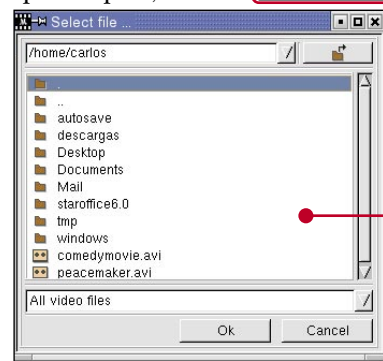 Select file ...
/home/carlos
.
..
autosave
descargas
Desktop
Documents
Mail
staroffice6.0
tmp
windows
comedymovie.avi
peacemaker.avi
All video files
Ok
Cancel